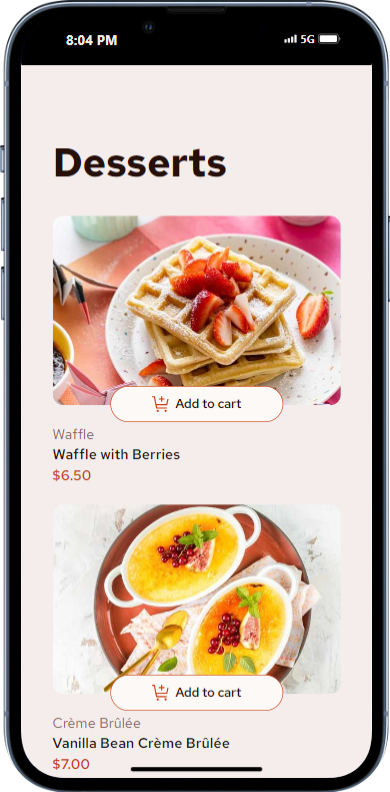 8:04 PM 5G
Desserts
Add to cart
Waffle
Waffle with Berries
$6.50
Add to cart
Crème Brûlée
Vanilla Bean Crème Brûlée
$7.00